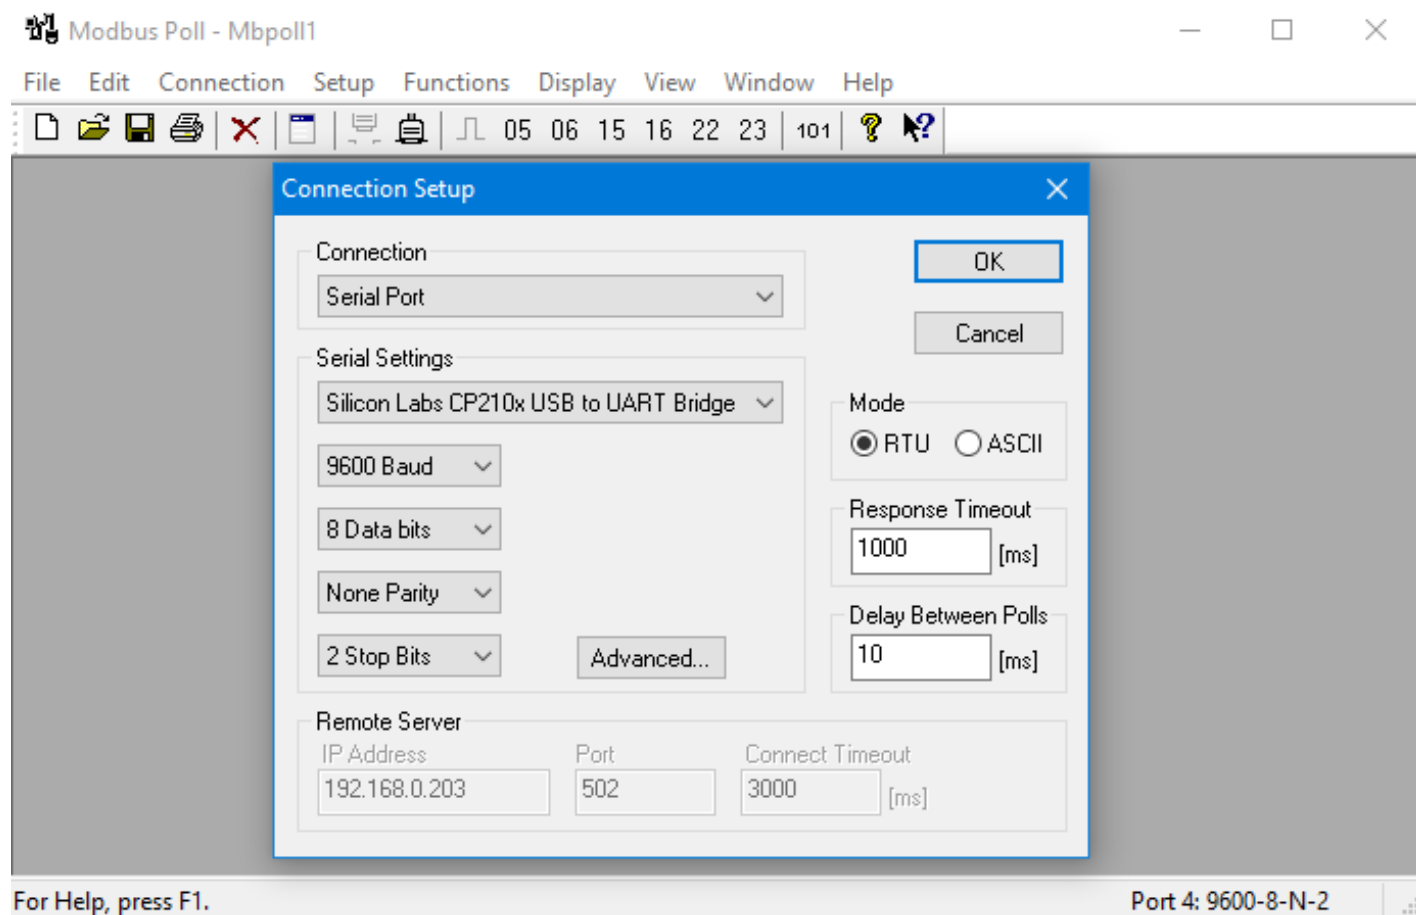 Modbus Poll - Mbpoll1
File Edit Connection Setup Functions Display View Window Help
05 06 15 16 22 23 101
Connection Setup
Connection
Serial Port
OK
Cancel
Serial Settings
Silicon Labs CP210x USB to UART Bridge
Mode
RTU ASCII
9600 Baud
8 Data bits
Response Timeout
1000 [ms]
None Parity
Delay Between Polls
2 Stop Bits
Advanced...
10 [ms]
Remote Server
IP Address Port Connect Timeout
192.168.0.203 502 3000 [ms]
For Help, press F1.
Port 4: 9600-8-N-2